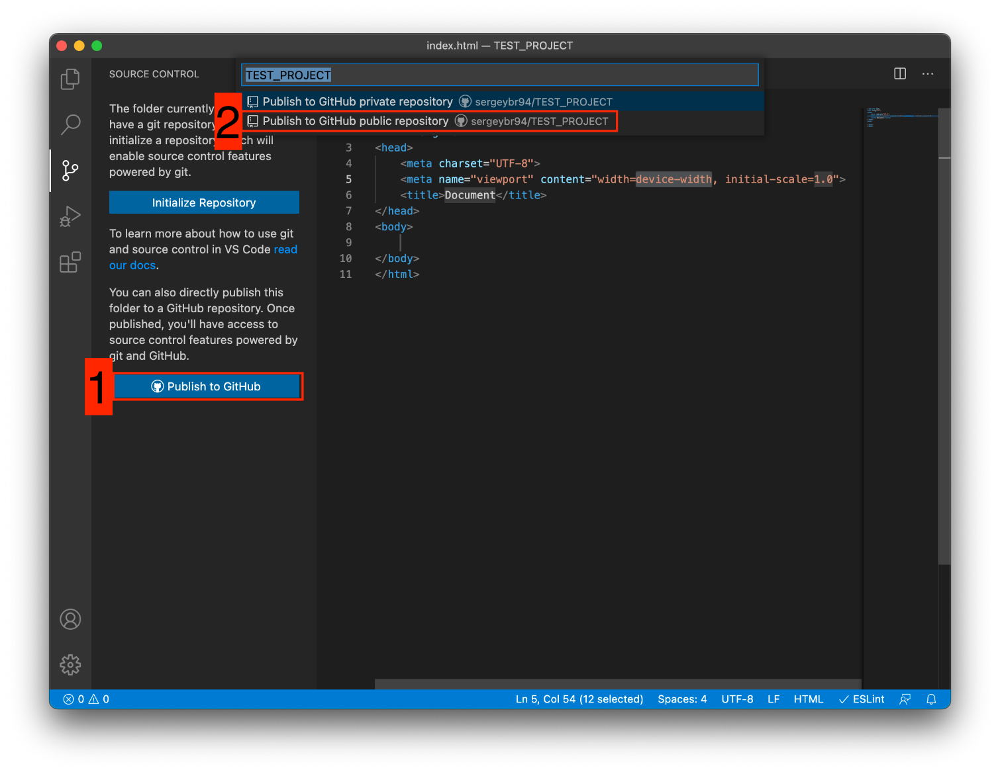 index.html — TEST_PROJECT
SOURCE CONTROL
TEST_PROJECT
Publish to GitHub private repository sergeybr94/TEST_PROJECT
2
Publish to GitHub public repository sergeybr94/TEST_PROJECT
The folder currently
have a git repository
initialize a repository will
enable source control features
powered by git.
Initialize Repository
To learn more about how to use git
and source control in VS Code read
our docs.
You can also directly publish this
folder to a GitHub repository. Once
published, you'll have access to
source control features powered by
git and GitHub.
1
Publish to GitHub
3 <head>
4 <meta charset="UTF-8">
5 <meta name="viewport" content="width=device-width, initial-scale=1.0">
6 <title>Document</title>
7 </head>
8 <body>
9
10 </body>
11 </html>
0 0
Ln 5, Col 54 (12 selected) Spaces: 4 UTF-8 LF HTML ESLint